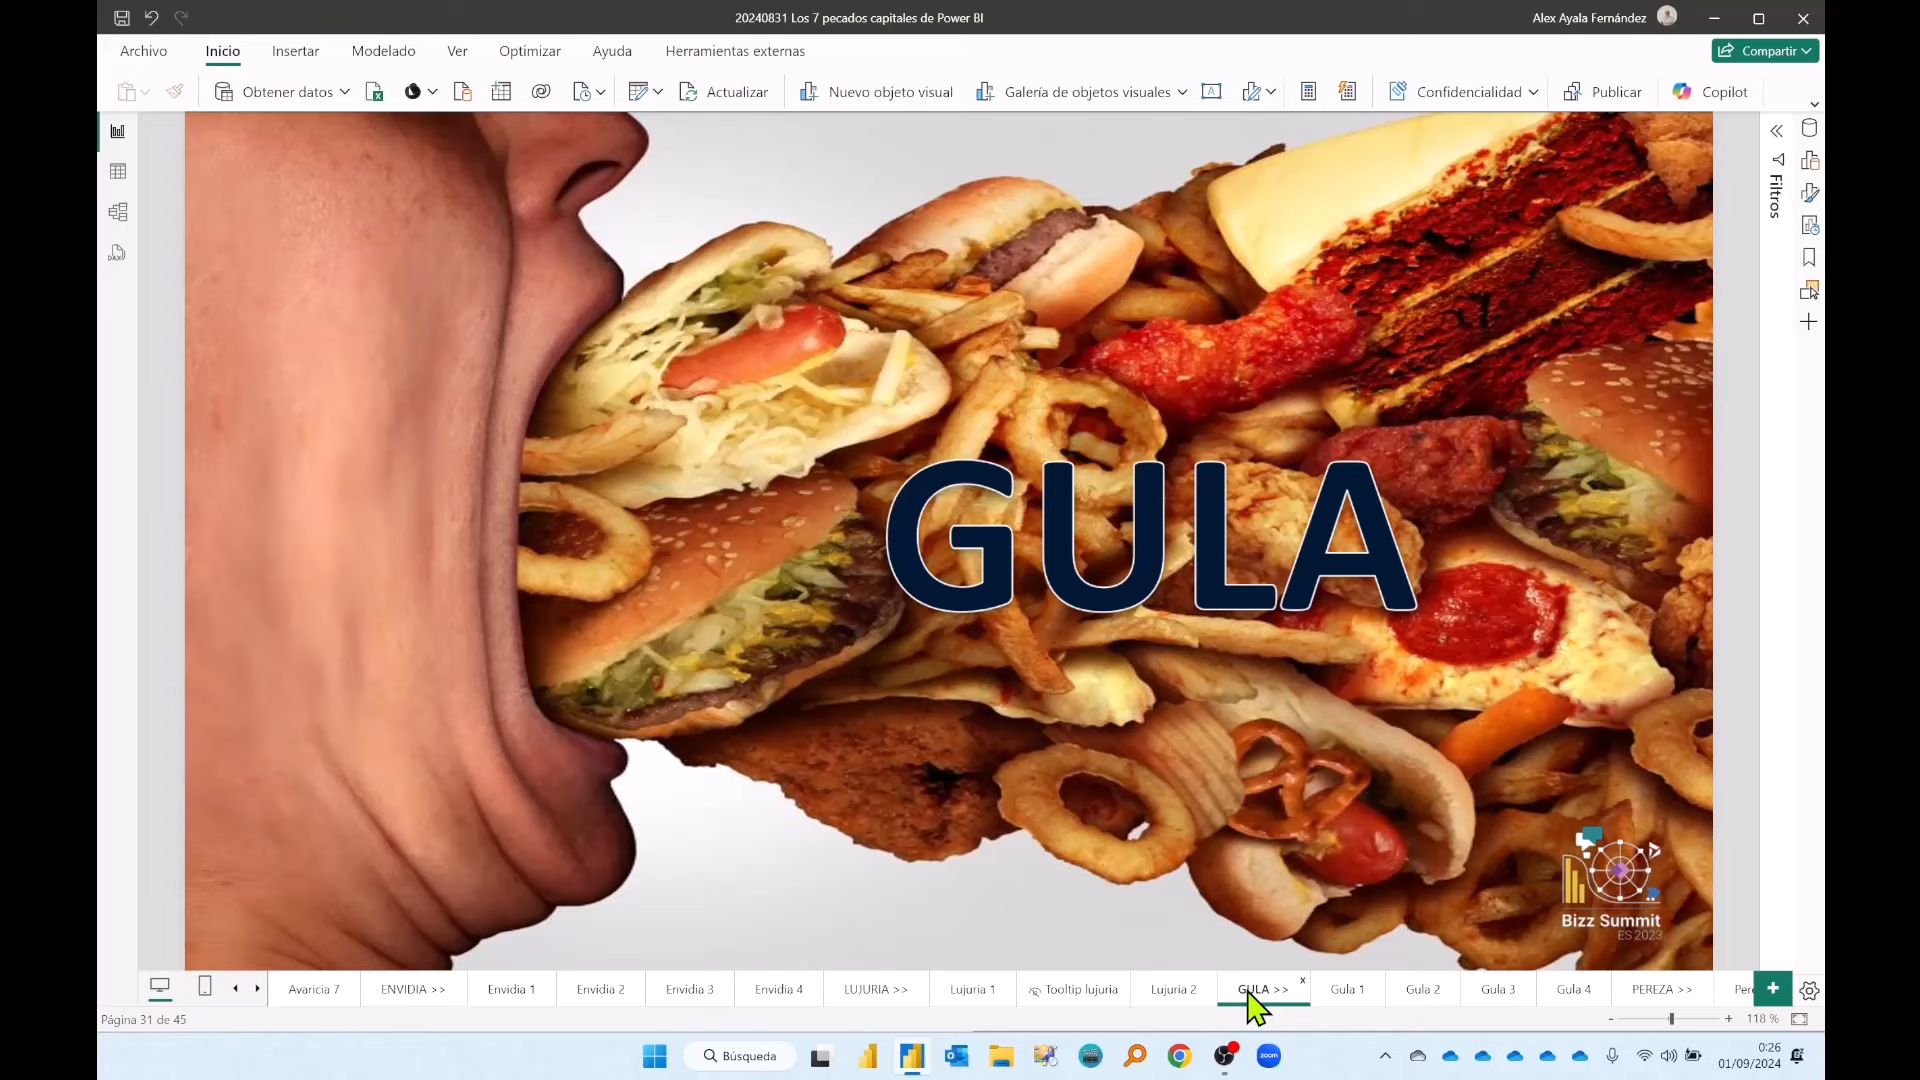 20240831 Los 7 pecados capitales de Power BI
Alex Ayala Fernández
Archivo
Inicio
Insertar
Modelado
Ver
Optimizar
Ayuda
Herramientas externas
Compartir
Obtener datos
Actualizar
Nuevo objeto visual
Galería de objetos visuales
Confidencialidad
Publicar
Copilot
Filtros
GULA
Bizz Summit
ES 2023
Avaricia 7
ENVIDIA >>
Envidia 1
Envidia 2
Envidia 3
Envidia 4
LUJURIA >>
Lujuria 1
Tooltip lujuria
Lujuria 2
GULA >>
Gula 1
Gula 2
Gula 3
Gula 4
PEREZA >>
Página 31 de 45
118 %
Búsqueda
zoom
0:26
01/09/2024